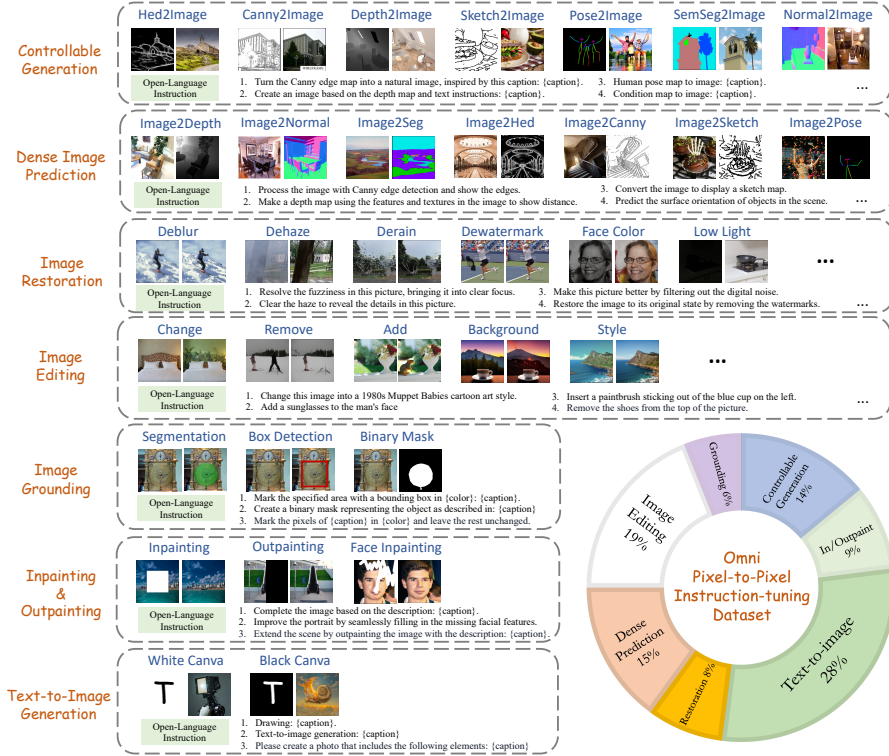 Controllable
Generation
Hed2Image Canny2Image Depth2Image Sketch2Image Pose2Image SemSeg2Image Normal2Image
Open-Language
Instruction
1. Turn the Canny edge map into a natural image, inspired by this caption: {caption}.
2. Create an image based on the depth map and text instructions: {caption}.
3. Human pose map to image: {caption}.
4. Condition map to image: {caption}.
...
Dense Image
Prediction
Image2Depth Image2Normal Image2Seg Image2Hed Image2Canny Image2Sketch Image2Pose
Open-Language
Instruction
1. Process the image with Canny edge detection and show the edges.
2. Make a depth map using the features and textures in the image to show distance.
3. Convert the image to display a sketch map.
4. Predict the surface orientation of objects in the scene.
...
Image
Restoration
Deblur Dehaze Derain Dewatermark Face Color Low Light
...
Open-Language
Instruction
1. Resolve the fuzziness in this picture, bringing it into clear focus.
2. Clear the haze to reveal the details in this picture.
3. Make this picture better by filtering out the digital noise.
4. Restore the image to its original state by removing the watermarks.
...
Image
Editing
Change Remove Add Background Style
...
Open-Language
Instruction
1. Change this image into a 1980s Muppet Babies cartoon art style.
2. Add a sunglasses to the man's face
3. Insert a paintbrush sticking out of the blue cup on the left.
4. Remove the shoes from the top of the picture.
...
Image
Grounding
Segmentation Box Detection Binary Mask
Open-Language
Instruction
1. Mark the specified area with a bounding box in {color}: {caption}.
2. Create a binary mask representing the object as described in: {caption}
3. Mark the pixels of {caption} in {color} and leave the rest unchanged.
Inpainting
&
Outpainting
Inpainting Outpainting Face Inpainting
Open-Language
Instruction
1. Complete the image based on the description: {caption}.
2. Improve the portrait by seamlessly filling in the missing facial features.
3. Extend the scene by outpainting the image with the description: {caption}.
Text-to-Image
Generation
White Canva Black Canva
T
T
Open-Language
Instruction
1. Drawing: {caption}.
2. Text-to-image generation: {caption}
3. Please create a photo that includes the following elements: {caption}
Omni
Pixel-to-Pixel
Instruction-tuning
Dataset
Grounding 6%
Controllable
Generation
14%
In/Outpaint
9%
Text-to-image
28%
Restoration 8%
Dense
Prediction
15%
Image
Editing
19%